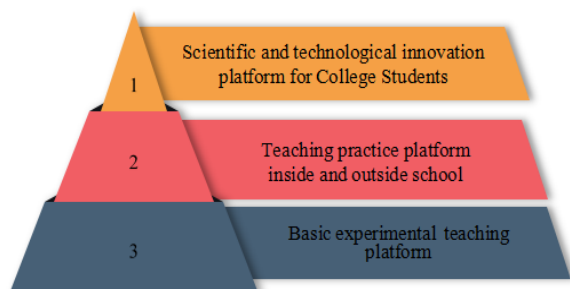 1
Scientific and technological innovation
platform for College Students
2
Teaching practice platform
inside and outside school
3
Basic experimental teaching
platform